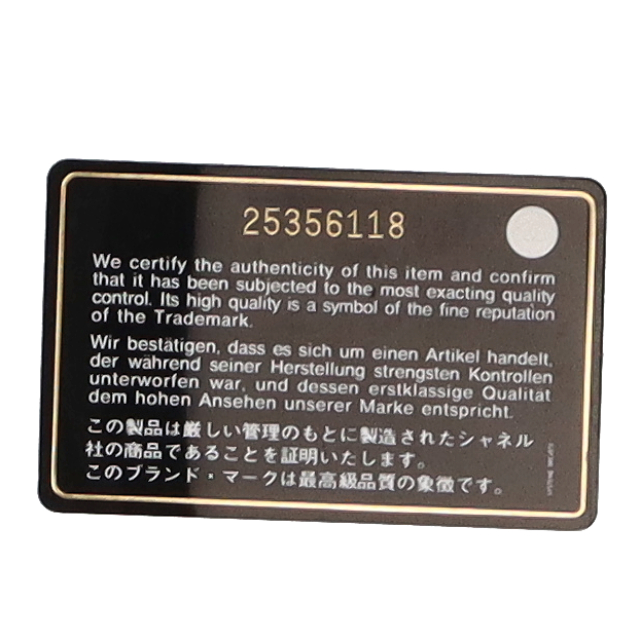 25356118
We certify the authenticity of this item and confirm
that it has been subjected to the most exacting quality
control. Its high quality is a symbol of the fine reputation
of the Trademark.
Wir bestätigen, dass es sich um einen Artikel handelt,
der während seiner Herstellung strengsten Kontrollen
unterworfen war, und dessen erstklassige Qualität
dem hohen Ansehen unserer Marke entspricht.
この製品は厳しい管理のもとに製造されたシャネル
社の商品であることを証明いたします。
このブランド・マークは最高級品質の象徴です。